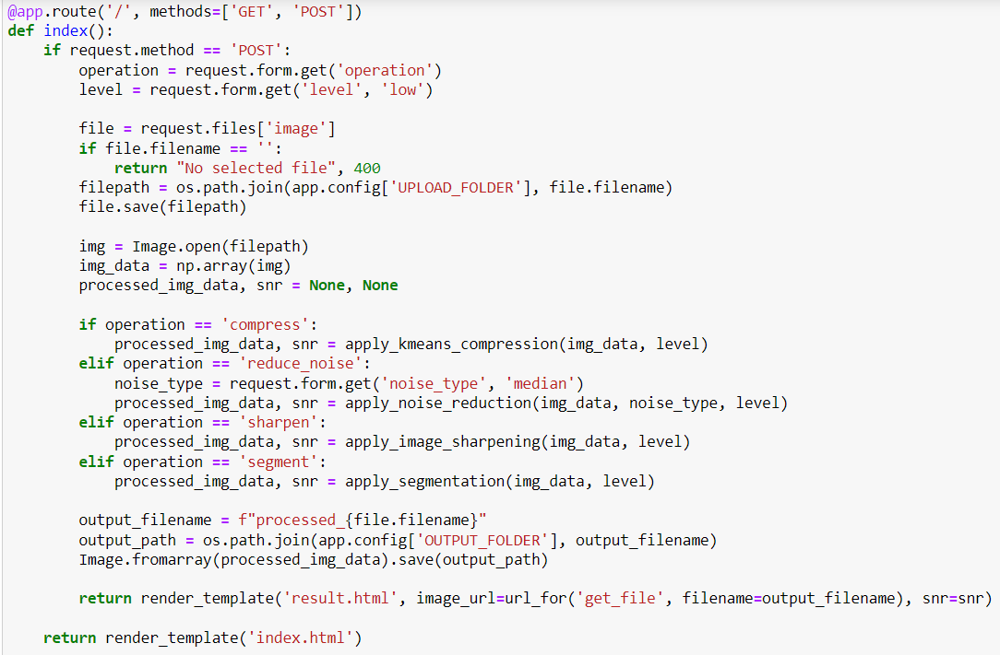 @app.route('/', methods=['GET', 'POST'])
def index():
    if request.method == 'POST':
        operation = request.form.get('operation')
        level = request.form.get('level', 'low')

        file = request.files['image']
        if file.filename == '':
            return "No selected file", 400
        filepath = os.path.join(app.config['UPLOAD_FOLDER'], file.filename)
        file.save(filepath)

        img = Image.open(filepath)
        img_data = np.array(img)
        processed_img_data, snr = None, None

        if operation == 'compress':
            processed_img_data, snr = apply_kmeans_compression(img_data, level)
        elif operation == 'reduce_noise':
            noise_type = request.form.get('noise_type', 'median')
            processed_img_data, snr = apply_noise_reduction(img_data, noise_type, level)
        elif operation == 'sharpen':
            processed_img_data, snr = apply_image_sharpening(img_data, level)
        elif operation == 'segment':
            processed_img_data, snr = apply_segmentation(img_data, level)

        output_filename = f"processed_{file.filename}"
        output_path = os.path.join(app.config['OUTPUT_FOLDER'], output_filename)
        Image.fromarray(processed_img_data).save(output_path)

        return render_template('result.html', image_url=url_for('get_file', filename=output_filename), snr=snr)

    return render_template('index.html')